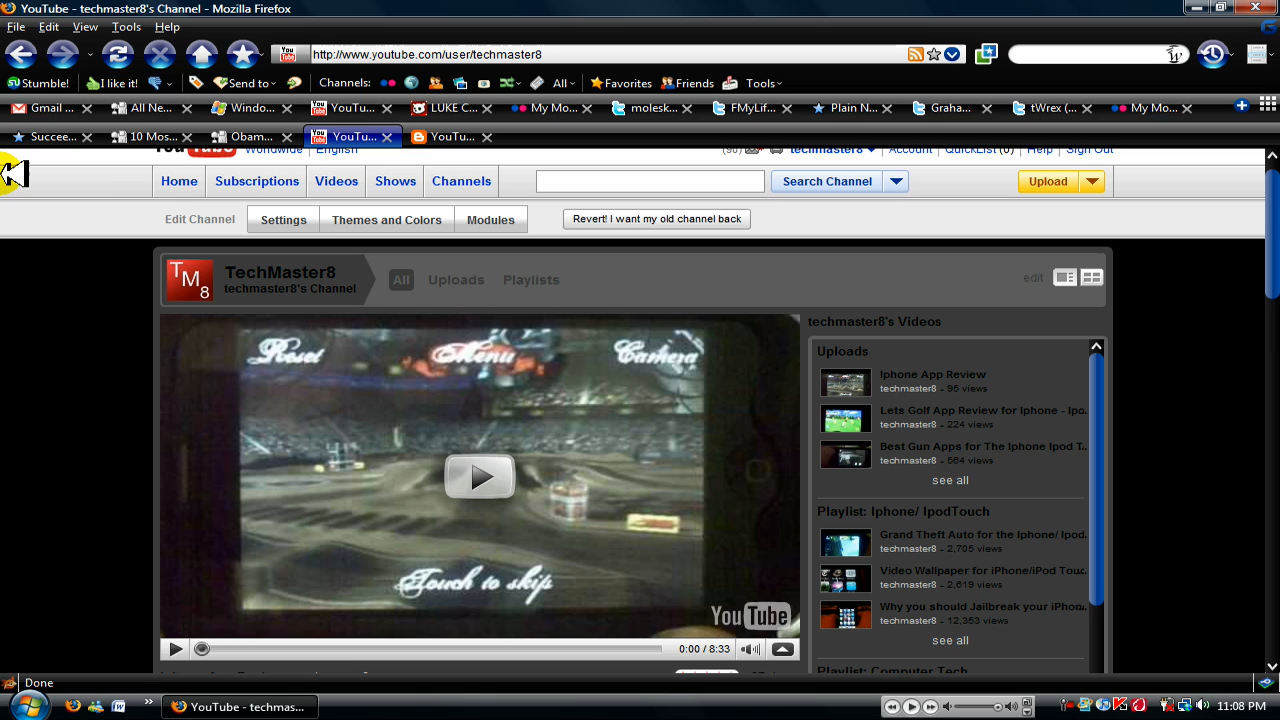 YouTube - techmaster8's Channel - Mozilla Firefox
File Edit View Tools Help
You Tube http://www.youtube.com/user/techmaster8
Stumble! I like it! Send to Channels: All Favorites Friends Tools
Gmail ... All Ne... Windo... YouTu... LUKE C... My Mo... molesk... FMyLif... Plain N... Graha... tWrex (... My Mo...
Succee... 10 Mos... Obam... YouTu... YouTu...
YouTube Worldwide English techmaster8 Account QuickList (0) Help Sign Out
Home Subscriptions Videos Shows Channels Search Channel Upload
Edit Channel Settings Themes and Colors Modules Revert! I want my old channel back
TM8 TechMaster8 All Uploads Playlists edit
techmaster8's Channel
techmaster8's Videos
Reset Menu Camera
Touch to skip
YouTube
0:00 / 8:33
Uploads
Iphone App Review
techmaster8 - 95 views
Lets Golf App Review for Iphone - Ipo...
techmaster8 - 224 views
Best Gun Apps for The Iphone Ipod T...
techmaster8 - 564 views
see all
Playlist: Iphone/ IpodTouch
Grand Theft Auto for the Iphone/ Ipod...
techmaster8 - 2,705 views
Video Wallpaper for iPhone/iPod Touc...
techmaster8 - 2,619 views
Why you should Jailbreak your iPhon...
techmaster8 - 12,353 views
see all
Playlist: Computer Tech
Done
YouTube - techmas... 11:08 PM